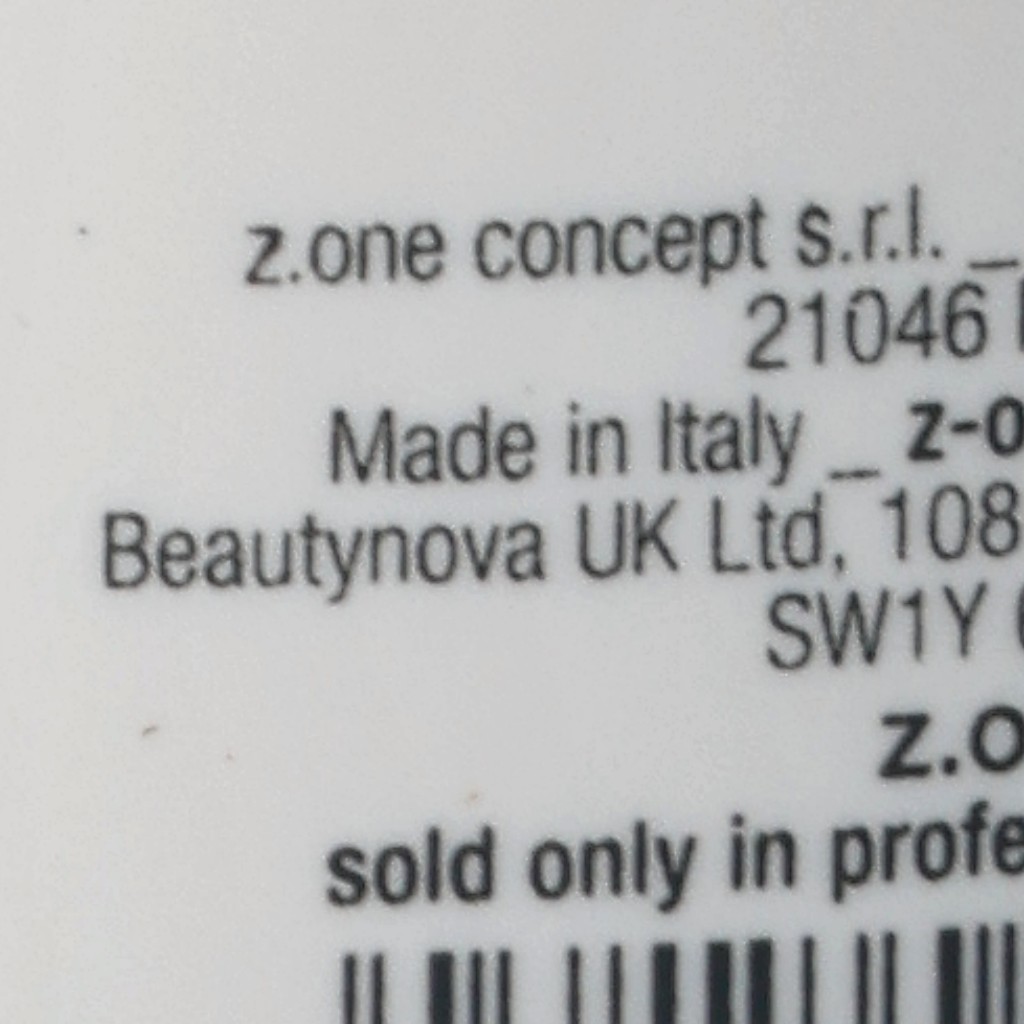 z.one concept s.r.l. _
21046
Made in Italy _ z-o
Beautynova UK Ltd, 108
SW1Y
z.o
sold only in profe